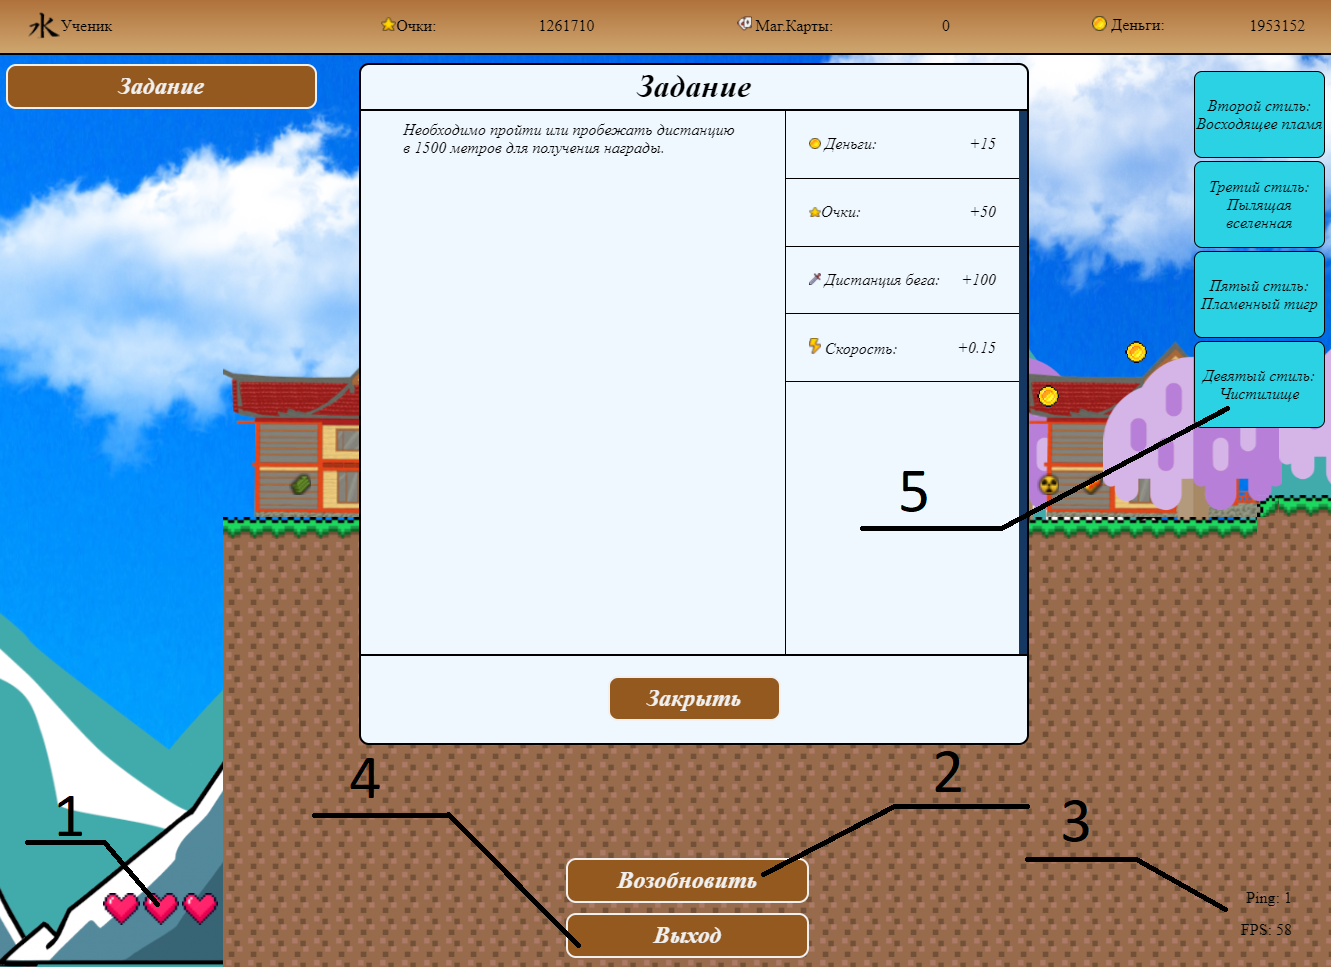 水 Ученик
Очки: 1261710
Маг.Карты: 0
Деньги: 1953152
Задание
Задание
Необходимо пройти или пробежать дистанцию
в 1500 метров для получения награды.
Деньги: +15
Очки: +50
Дистанция бега: +100
Скорость: +0.15
Закрыть
Второй стиль:
Восходящее пламя
Третий стиль:
Пылящая
вселенная
Пятый стиль:
Пламенный тигр
Девятый стиль:
Чистилище
5
4
2
1
3
Возобновить
Выход
Ping: 1
FPS: 58